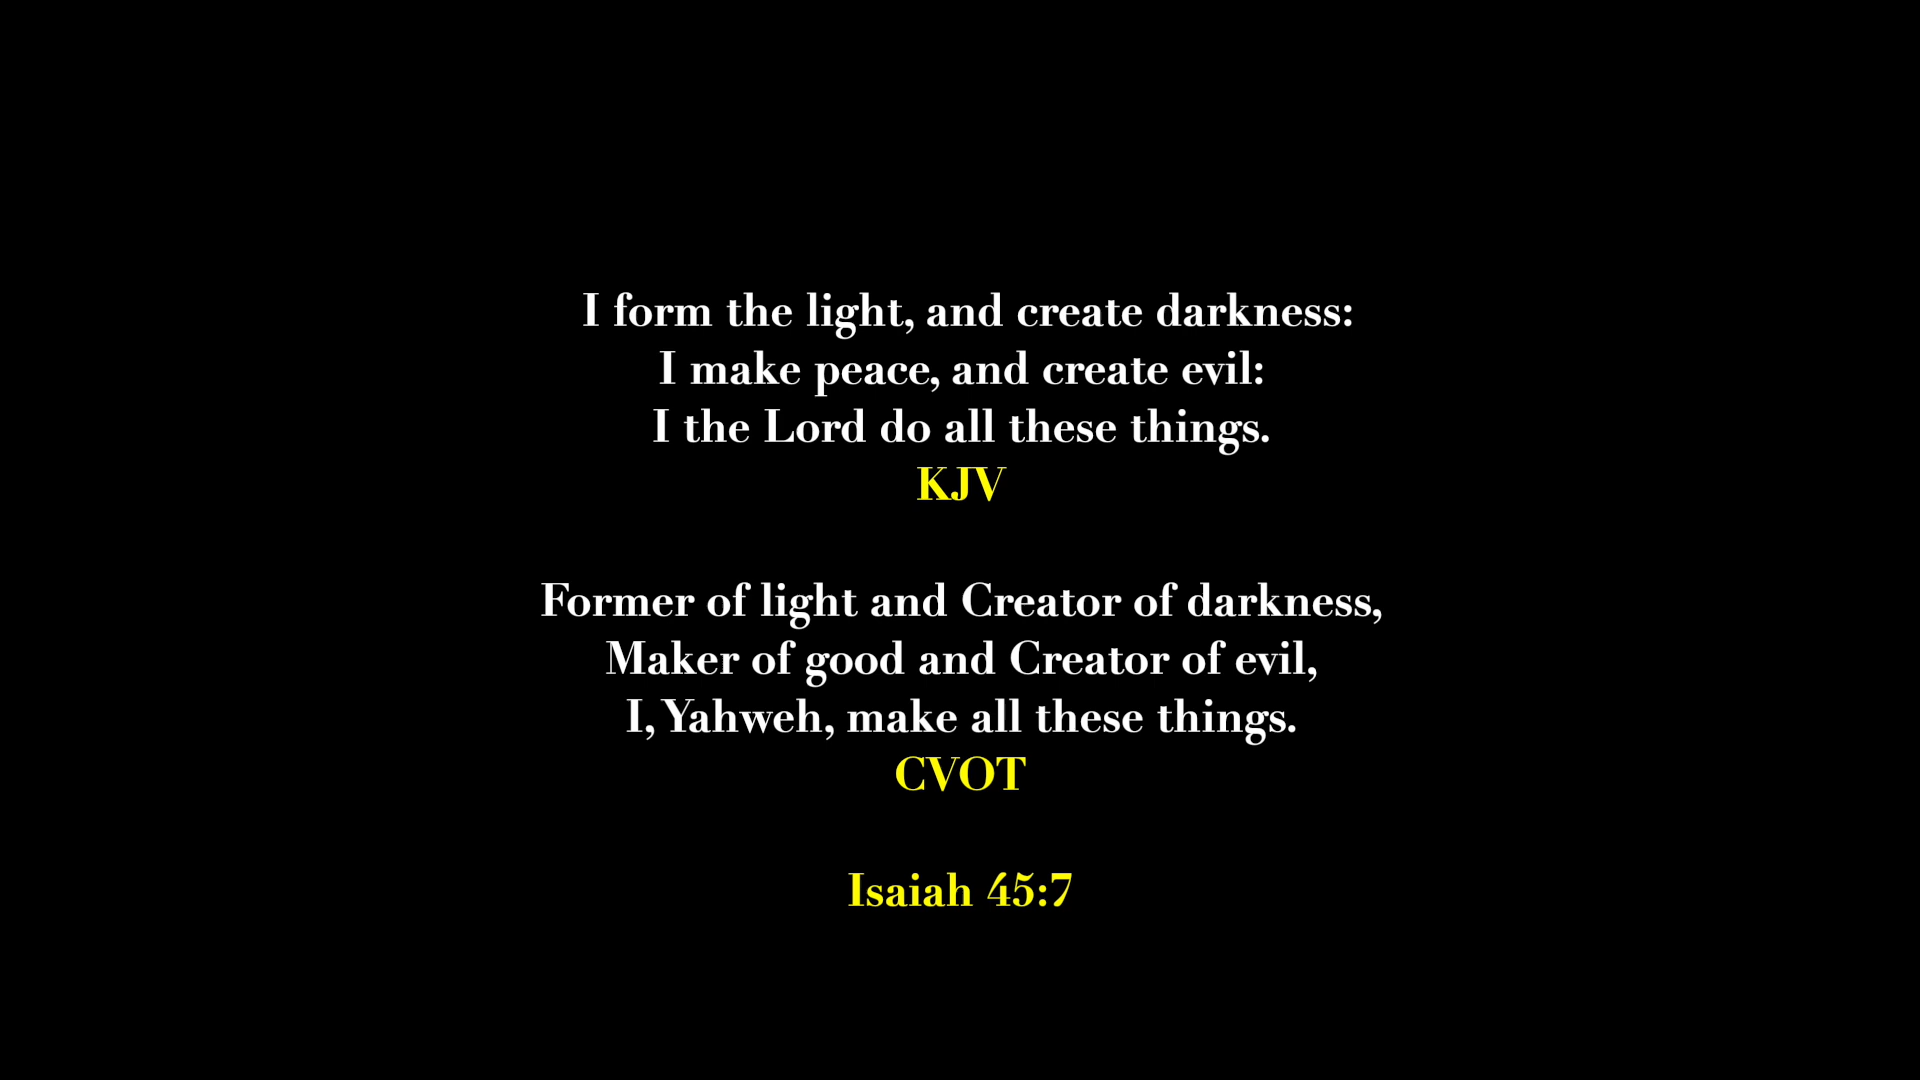 I form the light, and create darkness:
I make peace, and create evil:
I the Lord do all these things.
KJV
Former of light and Creator of darkness,
Maker of good and Creator of evil,
I, Yahweh, make all these things.
CVOT
Isaiah 45:7